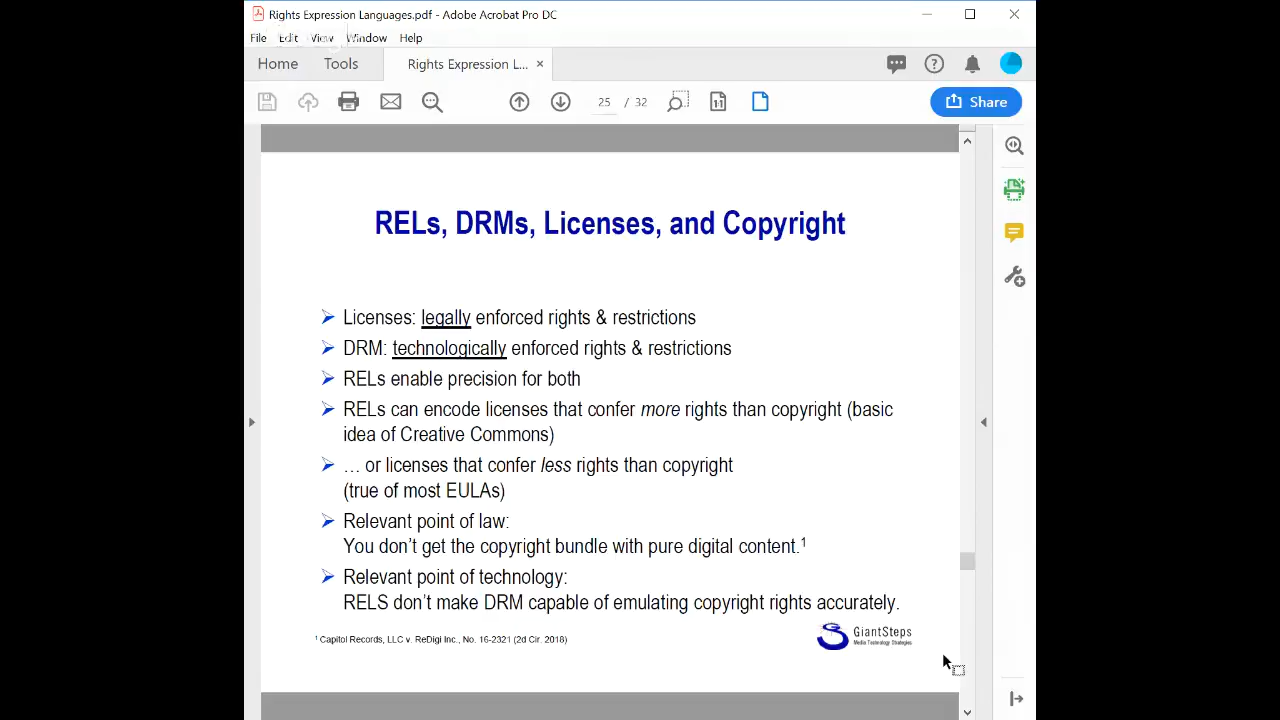 Rights Expression Languages.pdf - Adobe Acrobat Pro DC
File Edit View Window Help
Home Tools Rights Expression L... ×
25 / 32
Share
RELs, DRMs, Licenses, and Copyright
Licenses: legally enforced rights & restrictions
DRM: technologically enforced rights & restrictions
RELs enable precision for both
RELs can encode licenses that confer more rights than copyright (basic
idea of Creative Commons)
… or licenses that confer less rights than copyright
(true of most EULAs)
Relevant point of law:
You don’t get the copyright bundle with pure digital content.¹
Relevant point of technology:
RELS don’t make DRM capable of emulating copyright rights accurately.
¹ Capitol Records, LLC v. ReDigi Inc., No. 16-2321 (2d Cir. 2018)
GiantSteps
Media Technology Strategies